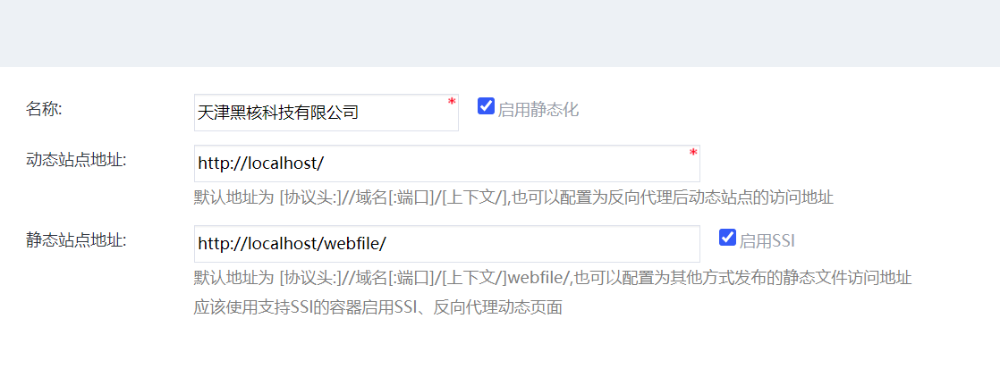 名称: 天津黑核科技有限公司 * 启用静态化
动态站点地址: http://localhost/ *
默认地址为 [协议头:]//域名[:端口]/[上下文/],也可以配置为反向代理后动态站点的访问地址
静态站点地址: http://localhost/webfile/ 启用SSI
默认地址为 [协议头:]//域名[:端口]/[上下文/]webfile/,也可以配置为其他方式发布的静态文件访问地址
应该使用支持SSI的容器启用SSI、反向代理动态页面